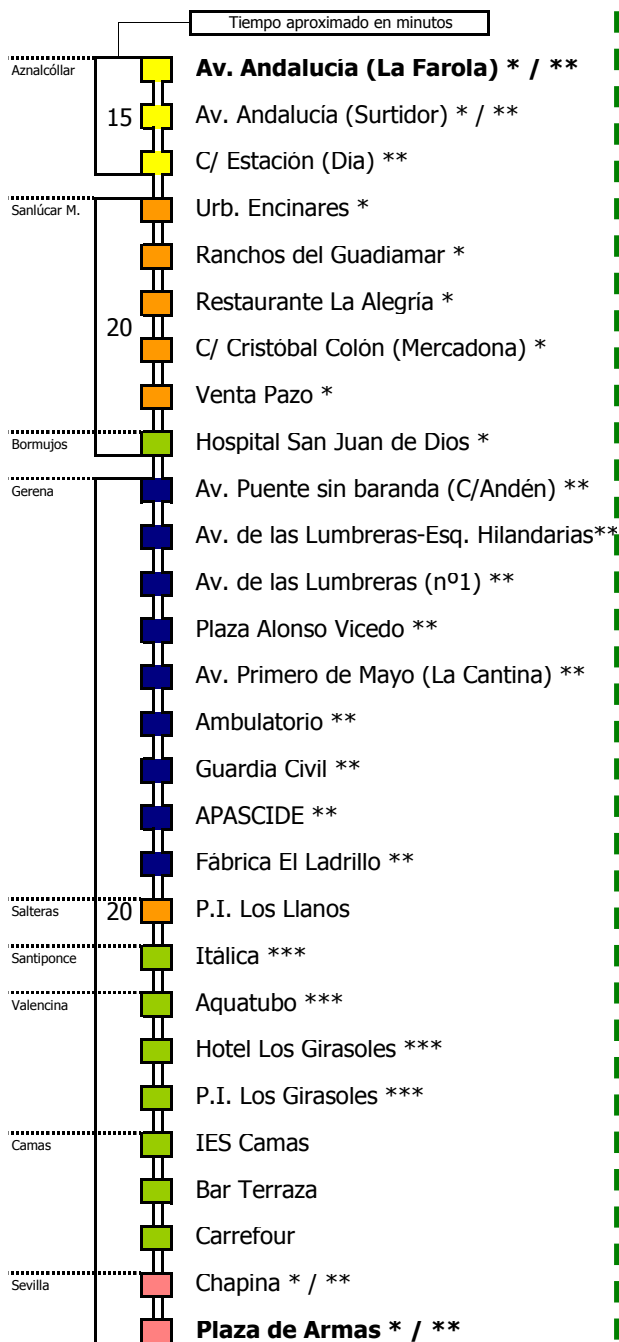 Tiempo aproximado en minutos
Aznalcóllar
Av. Andalucía (La Farola) * / **
15
Av. Andalucía (Surtidor) * / **
C/ Estación (Día) **
Sanlúcar M.
Urb. Encinares *
Ranchos del Guadiamar *
Restaurante La Alegría *
20
C/ Cristóbal Colón (Mercadona) *
Venta Pazo *
Bormujos
Hospital San Juan de Dios *
Gerena
Av. Puente sin baranda (C/Andén) **
Av. de las Lumbreras-Esq. Hilandarias**
Av. de las Lumbreras (nº1) **
Plaza Alonso Vicedo **
Av. Primero de Mayo (La Cantina) **
Ambulatorio **
Guardia Civil **
APASCIDE **
Fábrica El Ladrillo **
Salteras
20
P.I. Los Llanos
Santiponce
Itálica ***
Valencina
Aquatubo ***
Hotel Los Girasoles ***
P.I. Los Girasoles ***
Camas
IES Camas
Bar Terraza
Carrefour
Sevilla
Chapina * / **
Plaza de Armas * / **